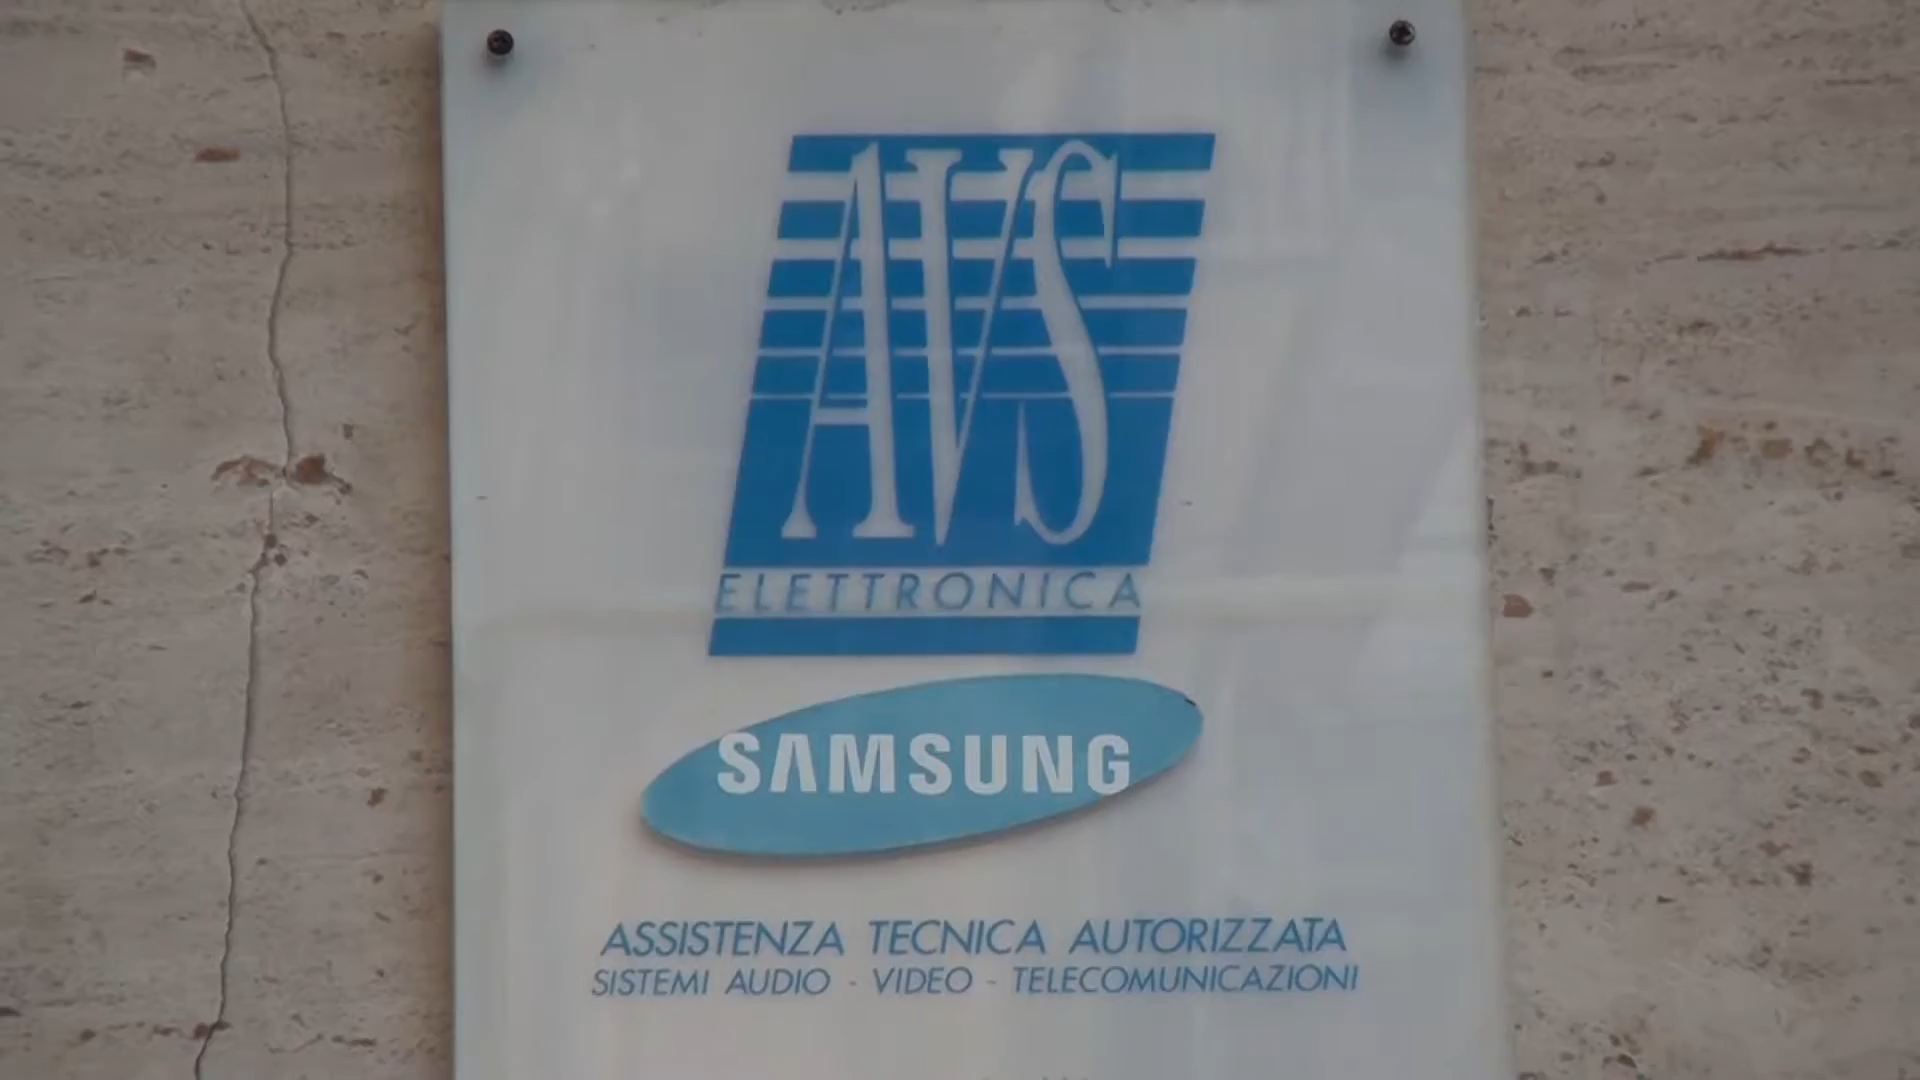 AVS
ELETTRONICA
SAMSUNG
ASSISTENZA TECNICA AUTORIZZATA
SISTEMI AUDIO - VIDEO - TELECOMUNICAZIONI